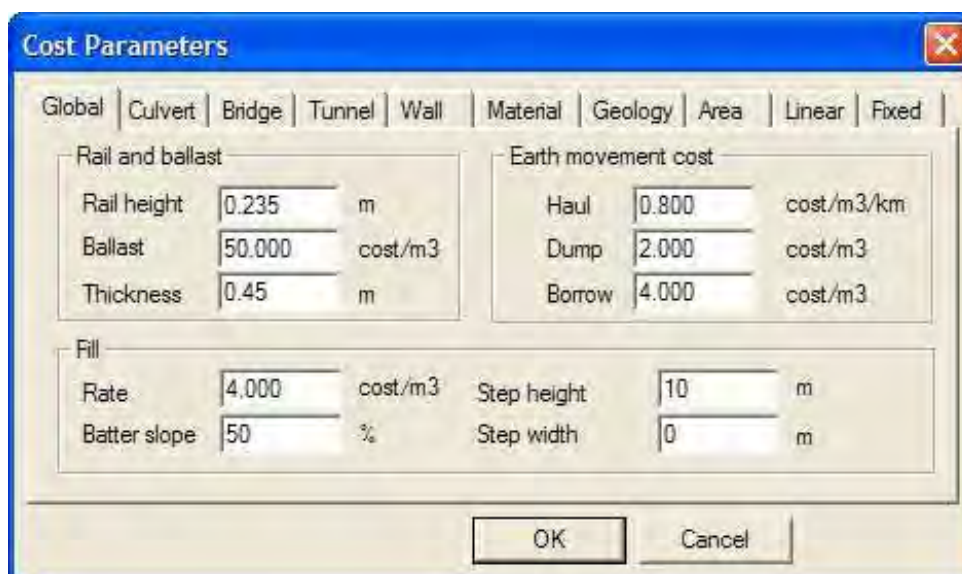 Cost Parameters
Global Culvert Bridge Tunnel Wall Material Geology Area Linear Fixed
Rail and ballast
Rail height 0.235 m
Ballast 50.000 cost/m3
Thickness 0.45 m
Earth movement cost
Haul 0.800 cost/m3/km
Dump 2.000 cost/m3
Borrow 4.000 cost/m3
Fill
Rate 4.000 cost/m3 Step height 10 m
Batter slope 50 % Step width 0 m
OK Cancel